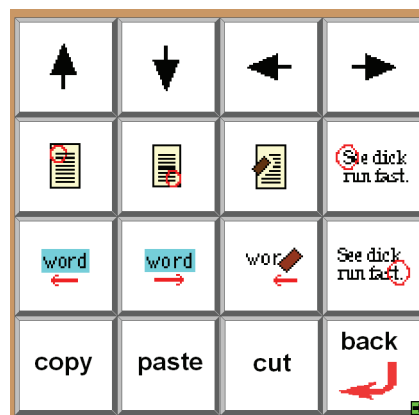 See dick
run fast.
word
word
wor
See dick
run fast.
copy
paste
cut
back